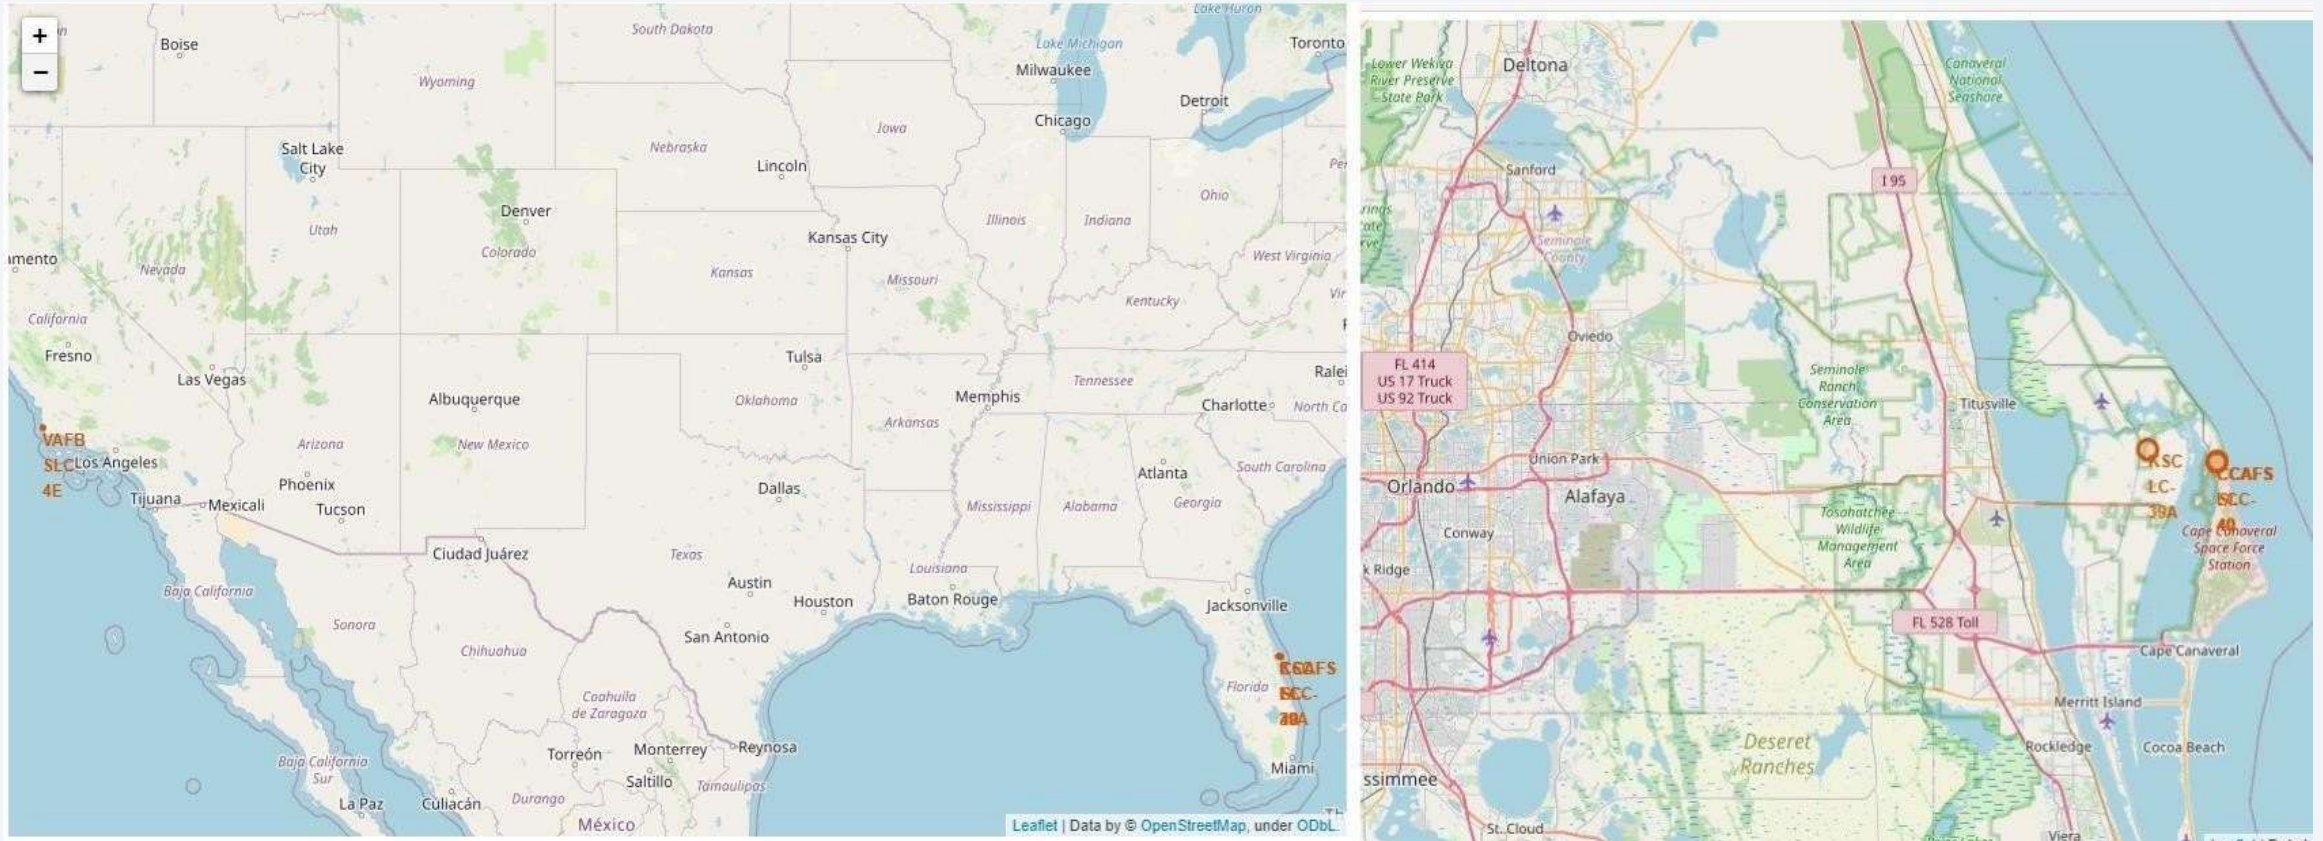 +
−
Boise
South Dakota
Lake Huron
Lake Michigan
Toronto
Milwaukee
Wyoming
Detroit
Chicago
Iowa
Salt Lake
City
Nebraska
Lincoln
Ohio
Denver
Illinois
Indiana
Utah
Kansas City
Colorado
West Virginia
Nevada
Kansas
Missouri
Kentucky
California
Fresno
Las Vegas
Tulsa
Tennessee
Albuquerque
Oklahoma
Memphis
Charlotte
Arkansas
VAFB
SLC
4E
Los Angeles
Arizona
New Mexico
Atlanta
South Carolina
Phoenix
Dallas
Tijuana
Mexicali
Tucson
Mississippi
Alabama
Georgia
Ciudad Juárez
Texas
Louisiana
Baja California
Austin
Houston
Baton Rouge
Jacksonville
Sonora
San Antonio
Chihuahua
Florida
Coahuila
de Zaragoza
Torreón
Monterrey
Reynosa
Baja California
Sur
Saltillo
Tamaulipas
Miami
La Paz
Culiacán
Durango
México
Leaflet | Data by © OpenStreetMap, under ODbL.
Lower Wekiva
River Preserve
State Park
Deltona
Canaveral
National
Seashore
Sanford
I 95
Seminole
County
Oviedo
FL 414
US 17 Truck
US 92 Truck
Seminole
Ranch
Conservation
Area
Titusville
Union Park
KSC
LC-
39A
CCAFS
Orlando
Alafaya
Conway
Tosohatchee
Wildlife
Management
Area
Cape Canaveral
Space Force
Station
k Ridge
FL 528 Toll
Cape Canaveral
Merritt Island
Deseret
Ranches
Rockledge
Cocoa Beach
ssimmee
St. Cloud
Viera